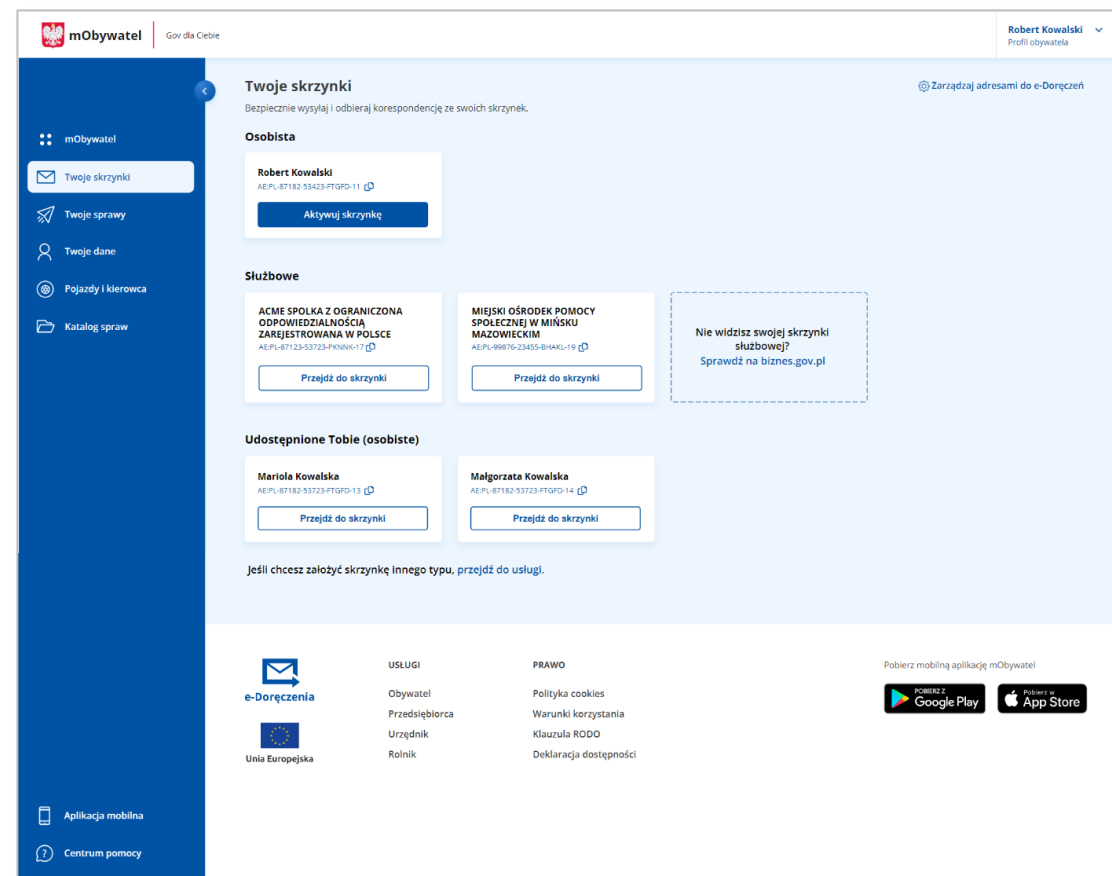 mObywatel
Gov dla Ciebie
Robert Kowalski
Profil obywatela
mObywatel
Twoje skrzynki
Twoje sprawy
Twoje dane
Pojazdy i kierowca
Katalog spraw
Aplikacja mobilna
Centrum pomocy
Twoje skrzynki
Zarządzaj adresami do e-Doręczeń
Bezpiecznie wysyłaj i odbieraj korespondencję ze swoich skrzynek.
Osobista
Robert Kowalski
AE:PL-87182-53423-FTGFD-11
Aktywuj skrzynkę
Służbowe
ACME SPOLKA Z OGRANICZONA
ODPOWIEDZIALNOŚCIĄ
ZAREJESTROWANA W POLSCE
AE:PL-87123-53723-PKNNK-17
Przejdź do skrzynki
MIEJSKI OŚRODEK POMOCY
SPOŁECZNEJ W MIŃSKU
MAZOWIECKIM
AE:PL-99876-23455-BHAKL-19
Przejdź do skrzynki
Nie widzisz swojej skrzynki
służbowej?
Sprawdź na biznes.gov.pl
Udostępnione Tobie (osobiste)
Mariola Kowalska
AE:PL-87182-53723-FTGFD-13
Przejdź do skrzynki
Małgorzata Kowalska
AE:PL-87182-53723-FTGFD-14
Przejdź do skrzynki
Jeśli chcesz założyć skrzynkę innego typu, przejdź do usługi.
e-Doręczenia
Unia Europejska
USŁUGI
Obywatel
Przedsiębiorca
Urzędnik
Rolnik
PRAWO
Polityka cookies
Warunki korzystania
Klauzula RODO
Deklaracja dostępności
Pobierz mobilną aplikację mObywatel
POBIERZ Z
Google Play
Pobierz w
App Store